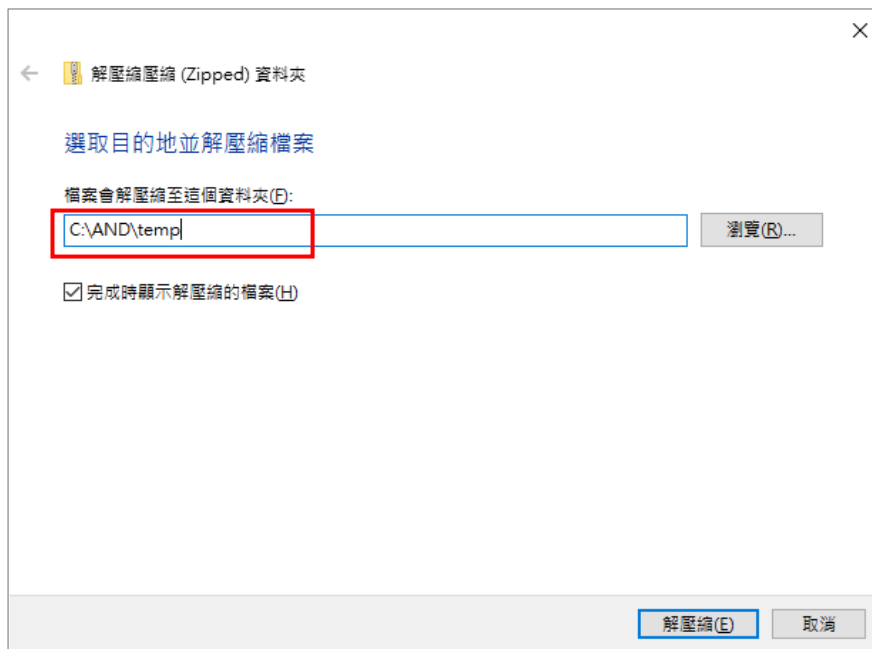 解壓縮壓縮 (Zipped) 資料夾
選取目的地並解壓縮檔案
檔案會解壓縮至這個資料夾(F):
C:\AND\temp
瀏覽(R)...
完成時顯示解壓縮的檔案(H)
解壓縮(E)
取消